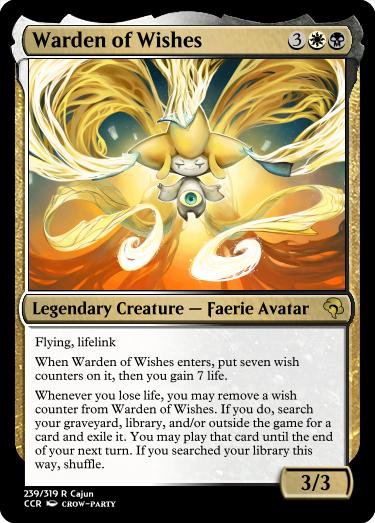 Warden of Wishes 3
Legendary Creature — Faerie Avatar
Flying, lifelink
When Warden of Wishes enters, put seven wish
counters on it, then you gain 7 life.
Whenever you lose life, you may remove a wish
counter from Warden of Wishes. If you do, search
your graveyard, library, and/or outside the game for
a card and exile it. You may play that card until the
end of your next turn. If you searched your library this
way, shuffle.
3/3
239/319 R Cajun
CCR CROW-PARTY